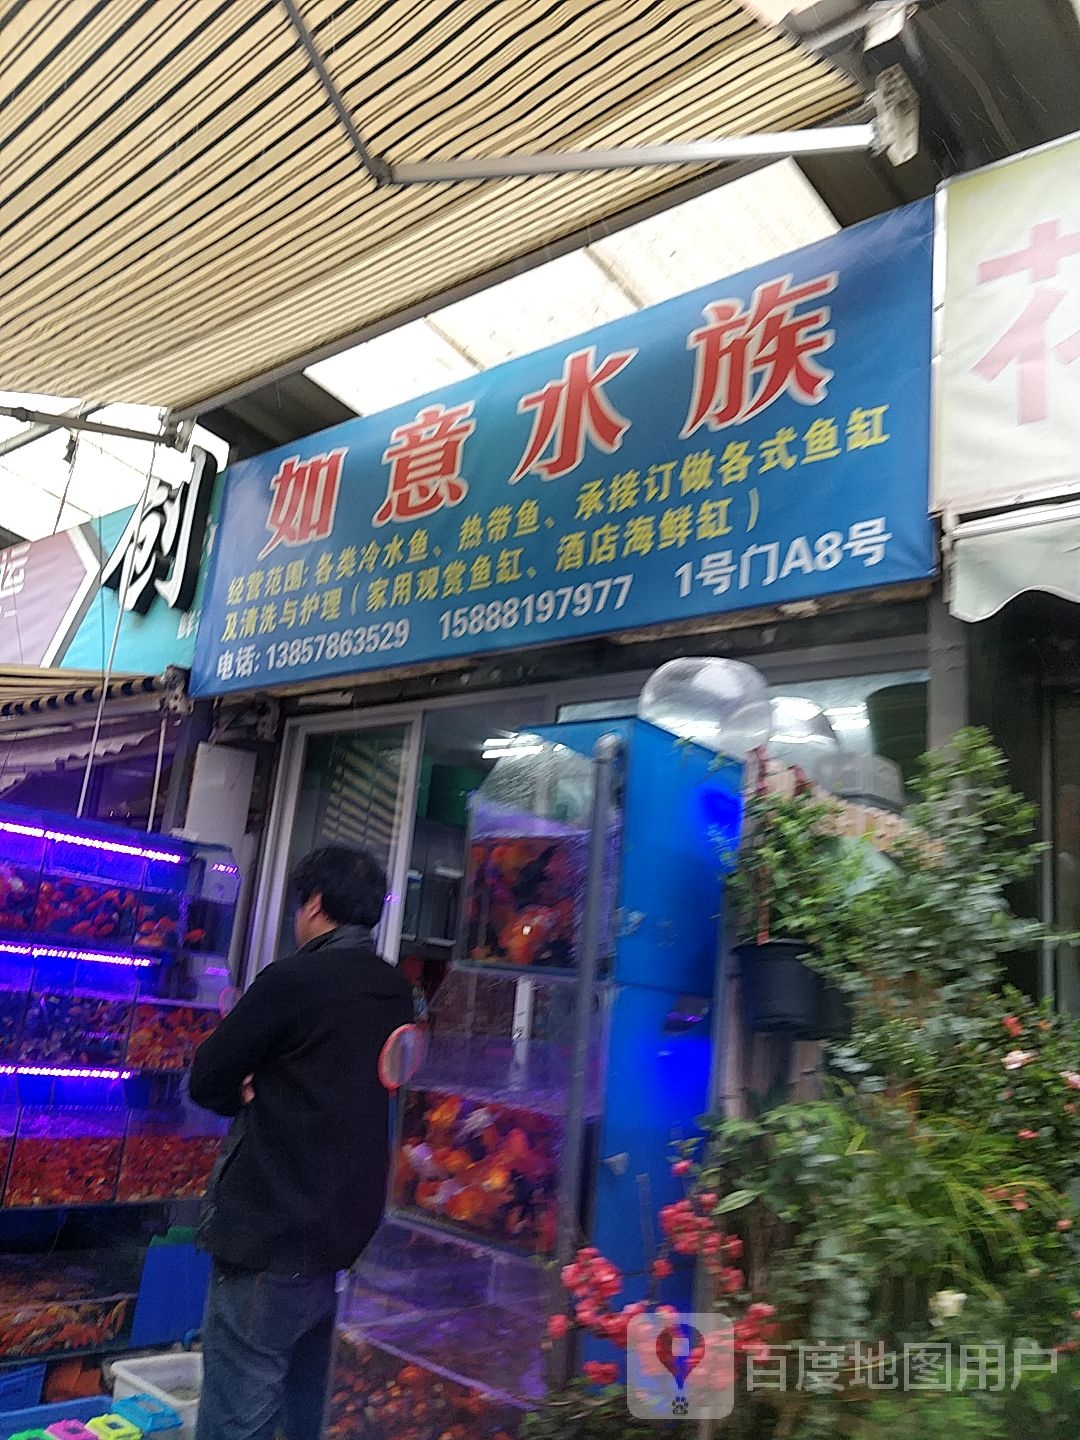 如意水族
经营范围:各类冷水鱼、热带鱼、承接订做各式鱼缸
及清洗与护理（家用观赏鱼缸、酒店海鲜缸）
电话:13857863529 15888197977 1号门A8号
运
创
花
百度地图用户